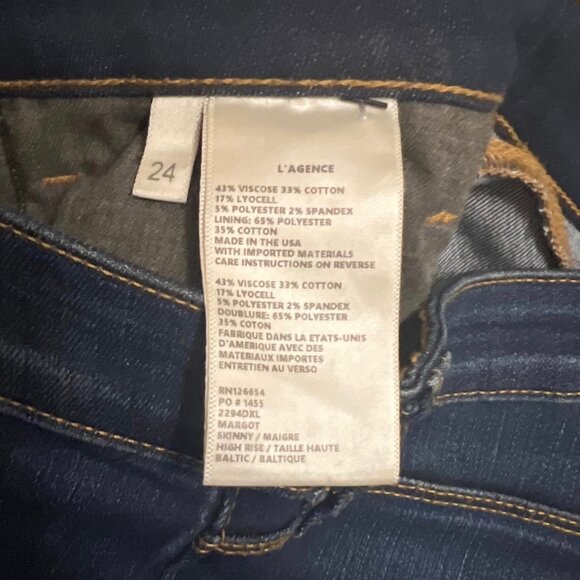 24
L'AGENCE
43% VISCOSE 33% COTTON
17% LYOCELL
5% POLYESTER 2% SPANDEX
LINING: 65% POLYESTER
35% COTTON
MADE IN THE USA
WITH IMPORTED MATERIALS
CARE INSTRUCTIONS ON REVERSE
43% VISCOSE 33% COTTON
17% LYOCELL
5% POLYESTER 2% SPANDEX
DOUBLURE: 65% POLYESTER
35% COTON
FABRIQUE DANS LA ETATS-UNIS
D'AMERIQUE AVEC DES
MATERIAUX IMPORTES
ENTRETIEN AU VERSO
RN126654
PO # 1455
2294DXL
MARGOT
SKINNY / MAIGRE
HIGH RISE / TAILLE HAUTE
BALTIC / BALTIQUE